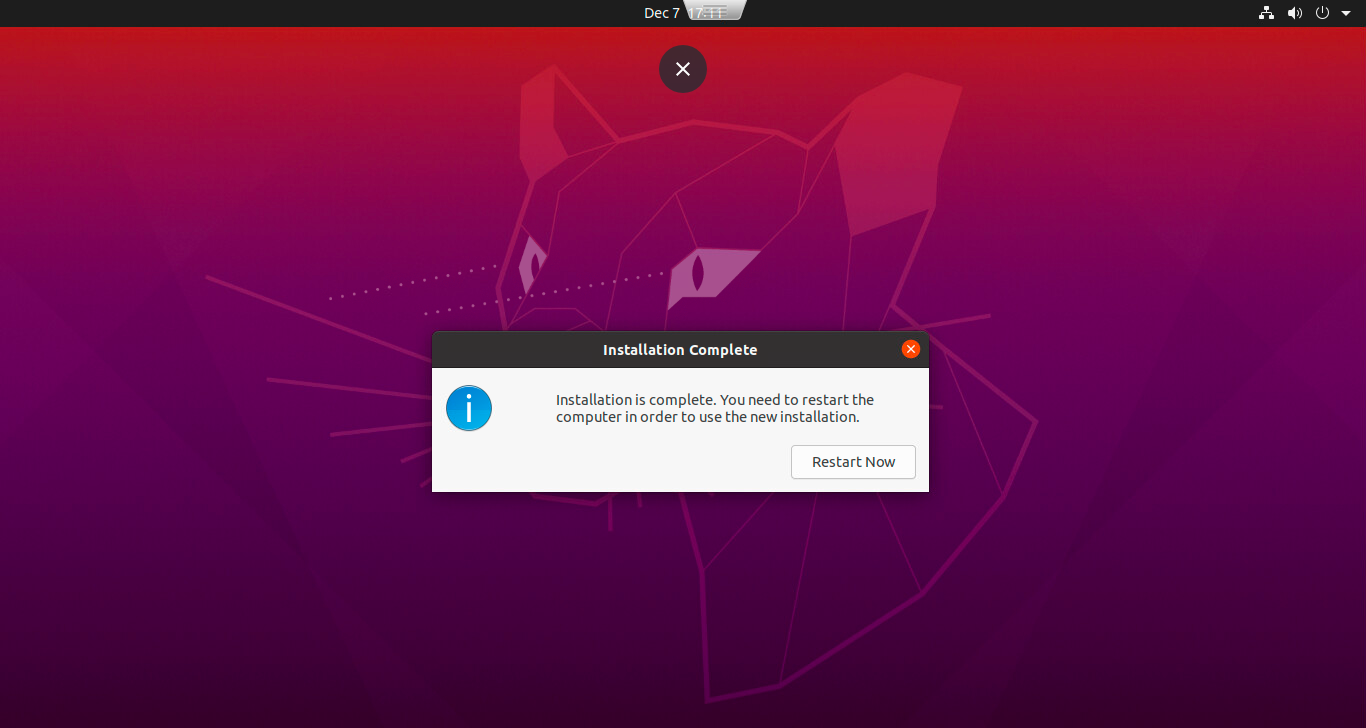 Dec 7
Installation Complete
Installation is complete. You need to restart the
computer in order to use the new installation.
Restart Now